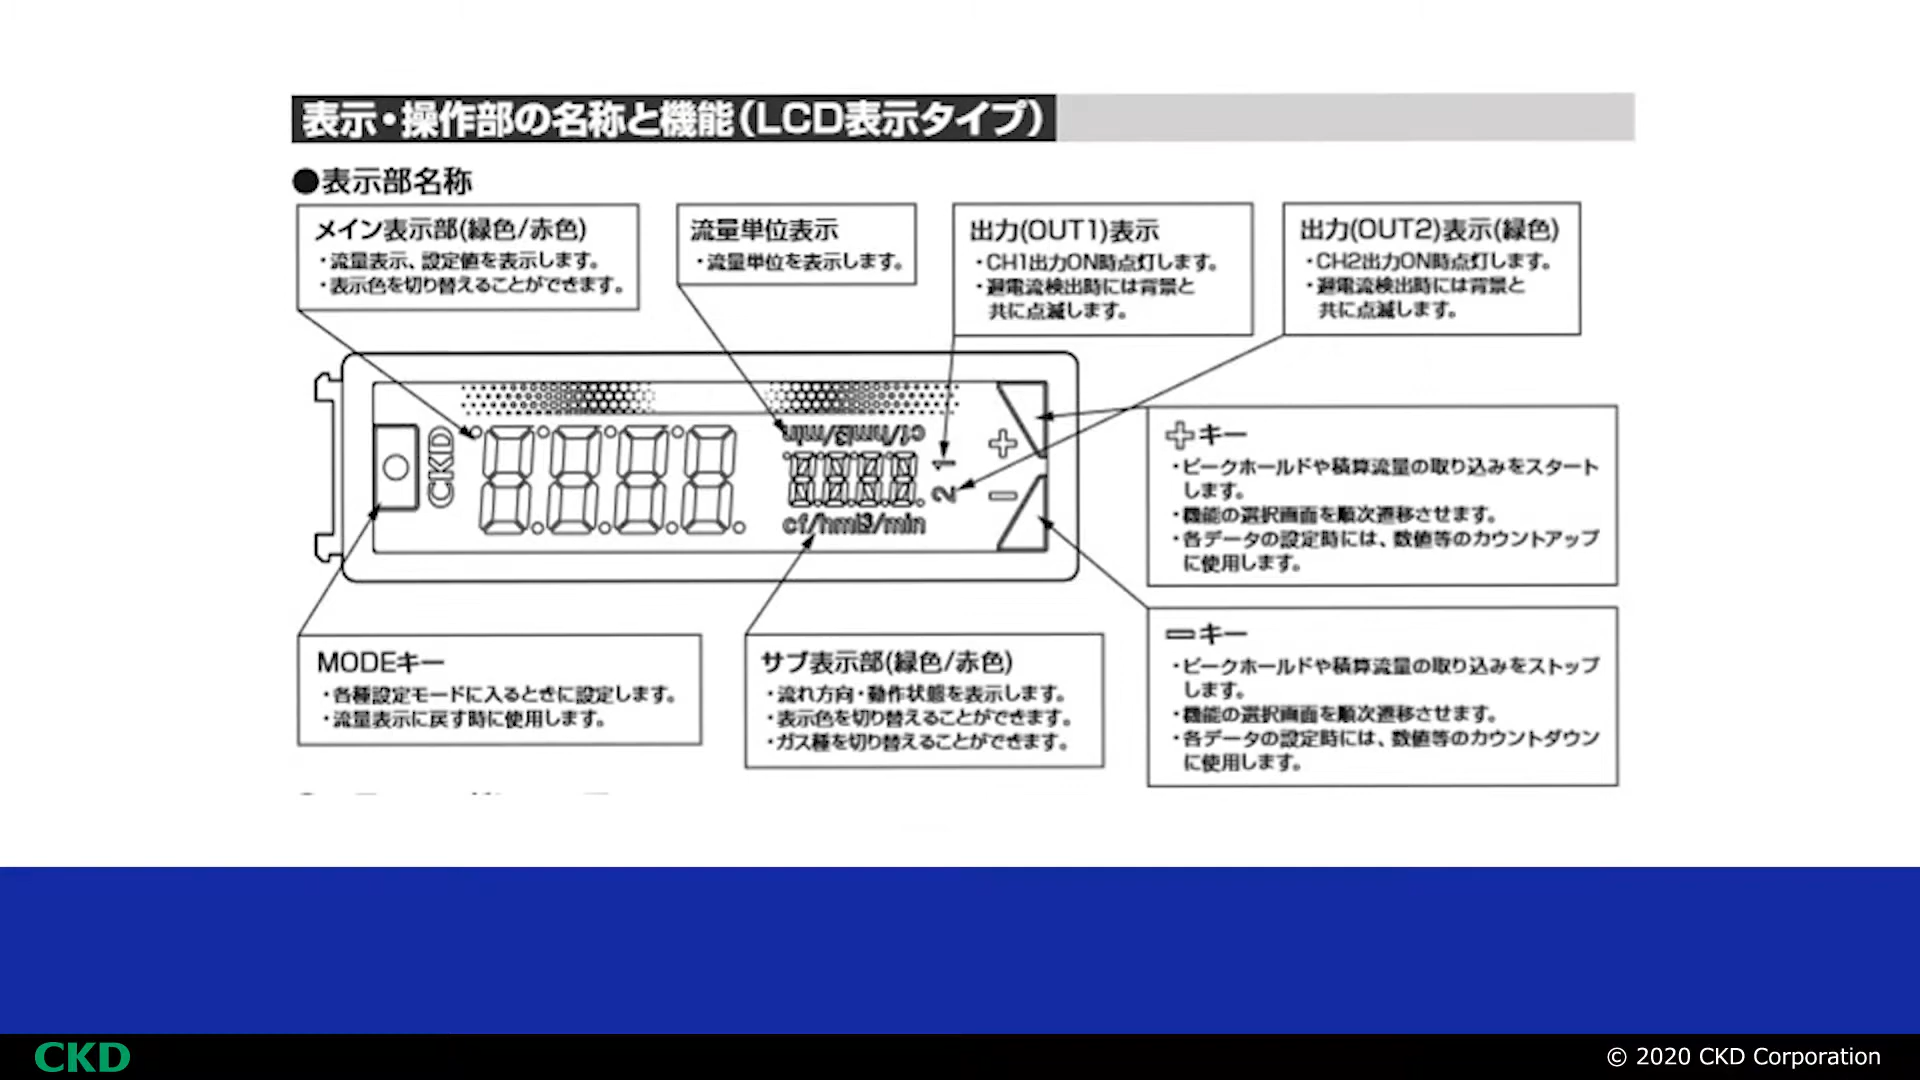 表示・操作部の名称と機能(LCD表示タイプ)
●表示部名称
メイン表示部(緑色/赤色)
・流量表示、設定値を表示します。
・表示色を切り替えることができます。
流量単位表示
・流量単位を表示します。
出力(OUT1)表示
・CH1出力ON時点灯します。
・過電流検出時には背景と
共に点滅します。
出力(OUT2)表示(緑色)
・CH2出力ON時点灯します。
・過電流検出時には背景と
共に点滅します。
CKD
cf/hml3/min
cf/hml3/min
1
2
+
−
+キー
・ピークホールドや積算流量の取り込みをスタート
します。
・機能の選択画面を順次遷移させます。
・各データの設定時には、数値等のカウントアップ
に使用します。
MODEキー
・各種設定モードに入るときに設定します。
・流量表示に戻す時に使用します。
サブ表示部(緑色/赤色)
・流れ方向・動作状態を表示します。
・表示色を切り替えることができます。
・ガス種を切り替えることができます。
−キー
・ピークホールドや積算流量の取り込みをストップ
します。
・機能の選択画面を順次遷移させます。
・各データの設定時には、数値等のカウントダウン
に使用します。
CKD
© 2020 CKD Corporation